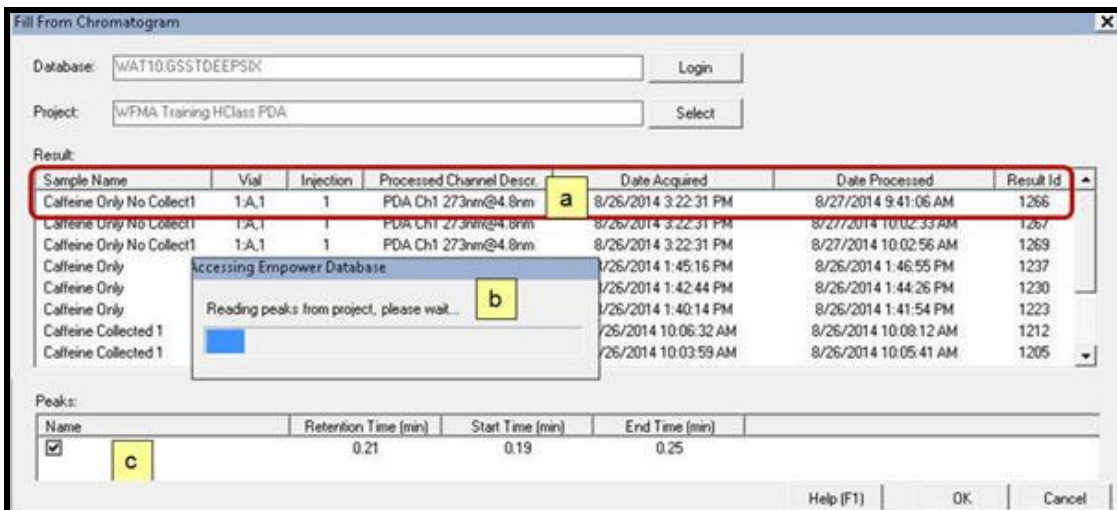 Fill From Chromatogram X
Database: WAT10.GSSTDEEPSIX Login
Project: WFMA Training HClass PDA Select
Result:
Sample Name Vial Injection Processed Channel Descr. Date Acquired Date Processed Result Id
Caffeine Only No Collect1 1:A,1 1 PDA Ch1 273nm@4.8nm a 8/26/2014 3:22:31 PM 8/27/2014 9:41:06 AM 1266
Caffeine Only No Collect1 1:A,1 1 PDA Ch1 273nm@4.8nm 8/26/2014 3:22:31 PM 8/27/2014 10:02:33 AM 1267
Caffeine Only No Collect1 1:A,1 1 PDA Ch1 273nm@4.8nm 8/26/2014 3:22:31 PM 8/27/2014 10:02:56 AM 1269
Caffeine Only Accessing Empower Database /26/2014 1:45:16 PM 8/26/2014 1:46:55 PM 1237
Caffeine Only /26/2014 1:42:44 PM 8/26/2014 1:44:26 PM 1230
Caffeine Only Reading peaks from project, please wait... b /26/2014 1:40:14 PM 8/26/2014 1:41:54 PM 1223
Caffeine Collected 1 /26/2014 10:06:32 AM 8/26/2014 10:08:12 AM 1212
Caffeine Collected 1 /26/2014 10:03:59 AM 8/26/2014 10:05:41 AM 1205
Peaks:
Name Retention Time (min) Start Time (min) End Time (min)
c 0.21 0.19 0.25
Help (F1) OK Cancel